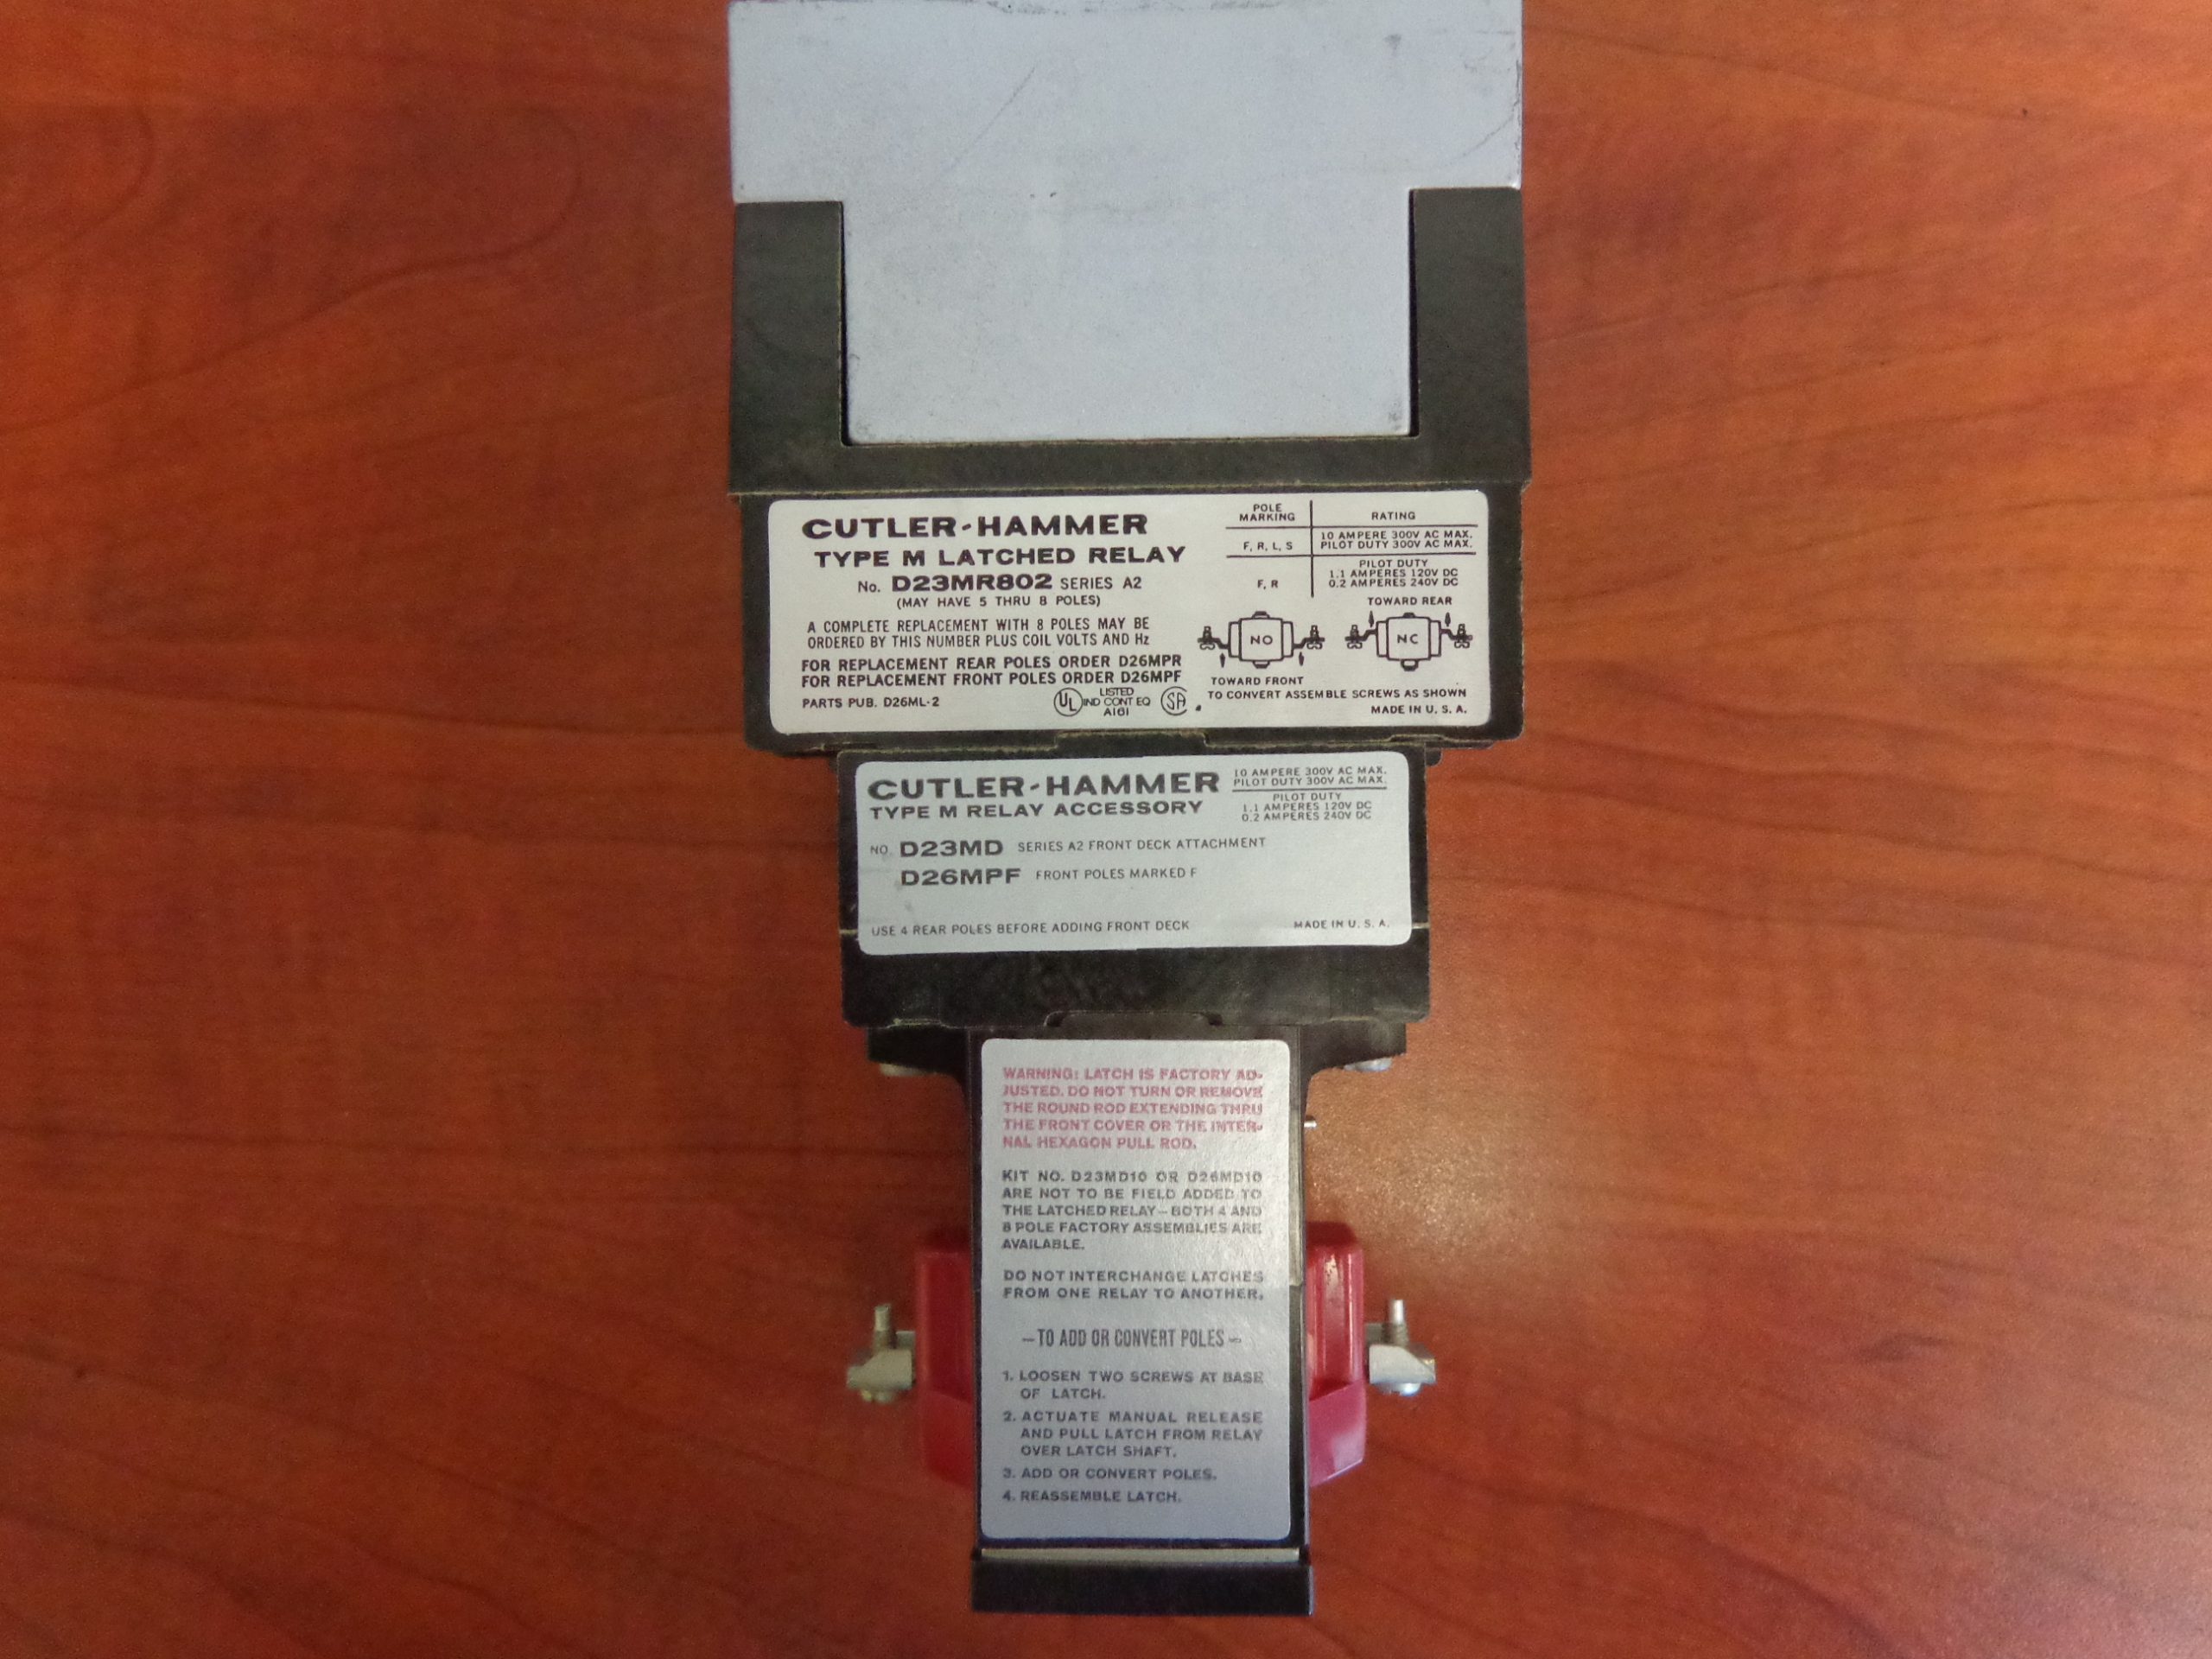 CUTLER-HAMMER
TYPE M LATCHED RELAY
No. D23MR802 SERIES A2
(MAY HAVE 5 THRU 8 POLES)
A COMPLETE REPLACEMENT WITH 8 POLES MAY BE
ORDERED BY THIS NUMBER PLUS COIL VOLTS AND Hz
FOR REPLACEMENT REAR POLES ORDER D26MPR
FOR REPLACEMENT FRONT POLES ORDER D26MPF
PARTS PUB. D26ML-2
UL
LISTED
IND CONT EQ
A161
SA
POLE
MARKING
RATING
F, R, L, S
10 AMPERE 300V AC MAX.
PILOT DUTY 300V AC MAX.
F, R
PILOT DUTY
1.1 AMPERES 120V DC
0.2 AMPERES 240V DC
TOWARD REAR
NO
NC
TOWARD FRONT
TO CONVERT ASSEMBLE SCREWS AS SHOWN
MADE IN U. S. A.
CUTLER-HAMMER
TYPE M RELAY ACCESSORY
10 AMPERE 300V AC MAX.
PILOT DUTY 300V AC MAX.
PILOT DUTY
1.1 AMPERES 120V DC
0.2 AMPERES 240V DC
NO. D23MD SERIES A2 FRONT DECK ATTACHMENT
D26MPF FRONT POLES MARKED F
USE 4 REAR POLES BEFORE ADDING FRONT DECK
MADE IN U. S. A.
WARNING: LATCH IS FACTORY AD-
JUSTED. DO NOT TURN OR REMOVE
THE ROUND ROD EXTENDING THRU
THE FRONT COVER OR THE INTER-
NAL HEXAGON PULL ROD.
KIT NO. D23MD10 OR D26MD10
ARE NOT TO BE FIELD ADDED TO
THE LATCHED RELAY-BOTH 4 AND
8 POLE FACTORY ASSEMBLIES ARE
AVAILABLE.
DO NOT INTERCHANGE LATCHES
FROM ONE RELAY TO ANOTHER.
-TO ADD OR CONVERT POLES-
1. LOOSEN TWO SCREWS AT BASE
OF LATCH.
2. ACTUATE MANUAL RELEASE
AND PULL LATCH FROM RELAY
OVER LATCH SHAFT.
3. ADD OR CONVERT POLES.
4. REASSEMBLE LATCH.